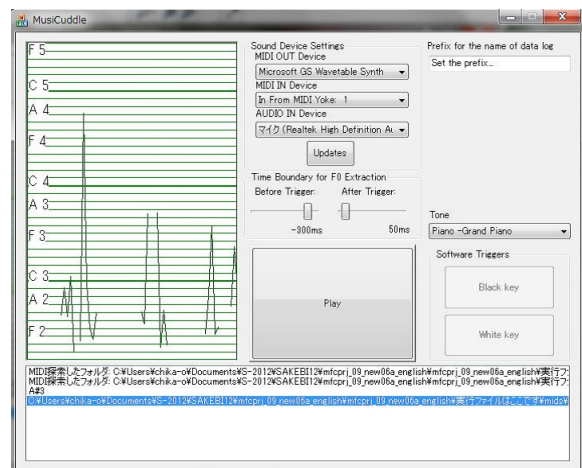 MusiCuddle
F 5
C 5
A 4
F 4
C 4
A 3
F 3
C 3
A 2
F 2
Sound Device Settings
MIDI OUT Device
Microsoft GS Wavetable Synth
MIDI IN Device
In From MIDI Yoke: 1
AUDIO IN Device
マイク (Realtek High Definition Au
Updates
Time Boundary for F0 Extraction
Before Trigger: After Trigger:
-300ms 50ms
Play
Prefix for the name of data log
Set the prefix...
Tone
Piano -Grand Piano
Software Triggers
Black key
White key
MIDI探索したフォルダ: C:¥Users¥chika-o¥Documents¥S-2012¥SAKEBI12¥mfcprj_09_new06a_english¥mfcprj_09_new06a_english¥実行フ
MIDI探索したフォルダ: C:¥Users¥chika-o¥Documents¥S-2012¥SAKEBI12¥mfcprj_09_new06a_english¥mfcprj_09_new06a_english¥実行フ
A#3
C:¥Users¥chika-o¥Documents¥S-2012¥SAKEBI12¥mfcprj_09_new06a_english¥mfcprj_09_new06a_english¥実行ファイルはここです¥mids¥